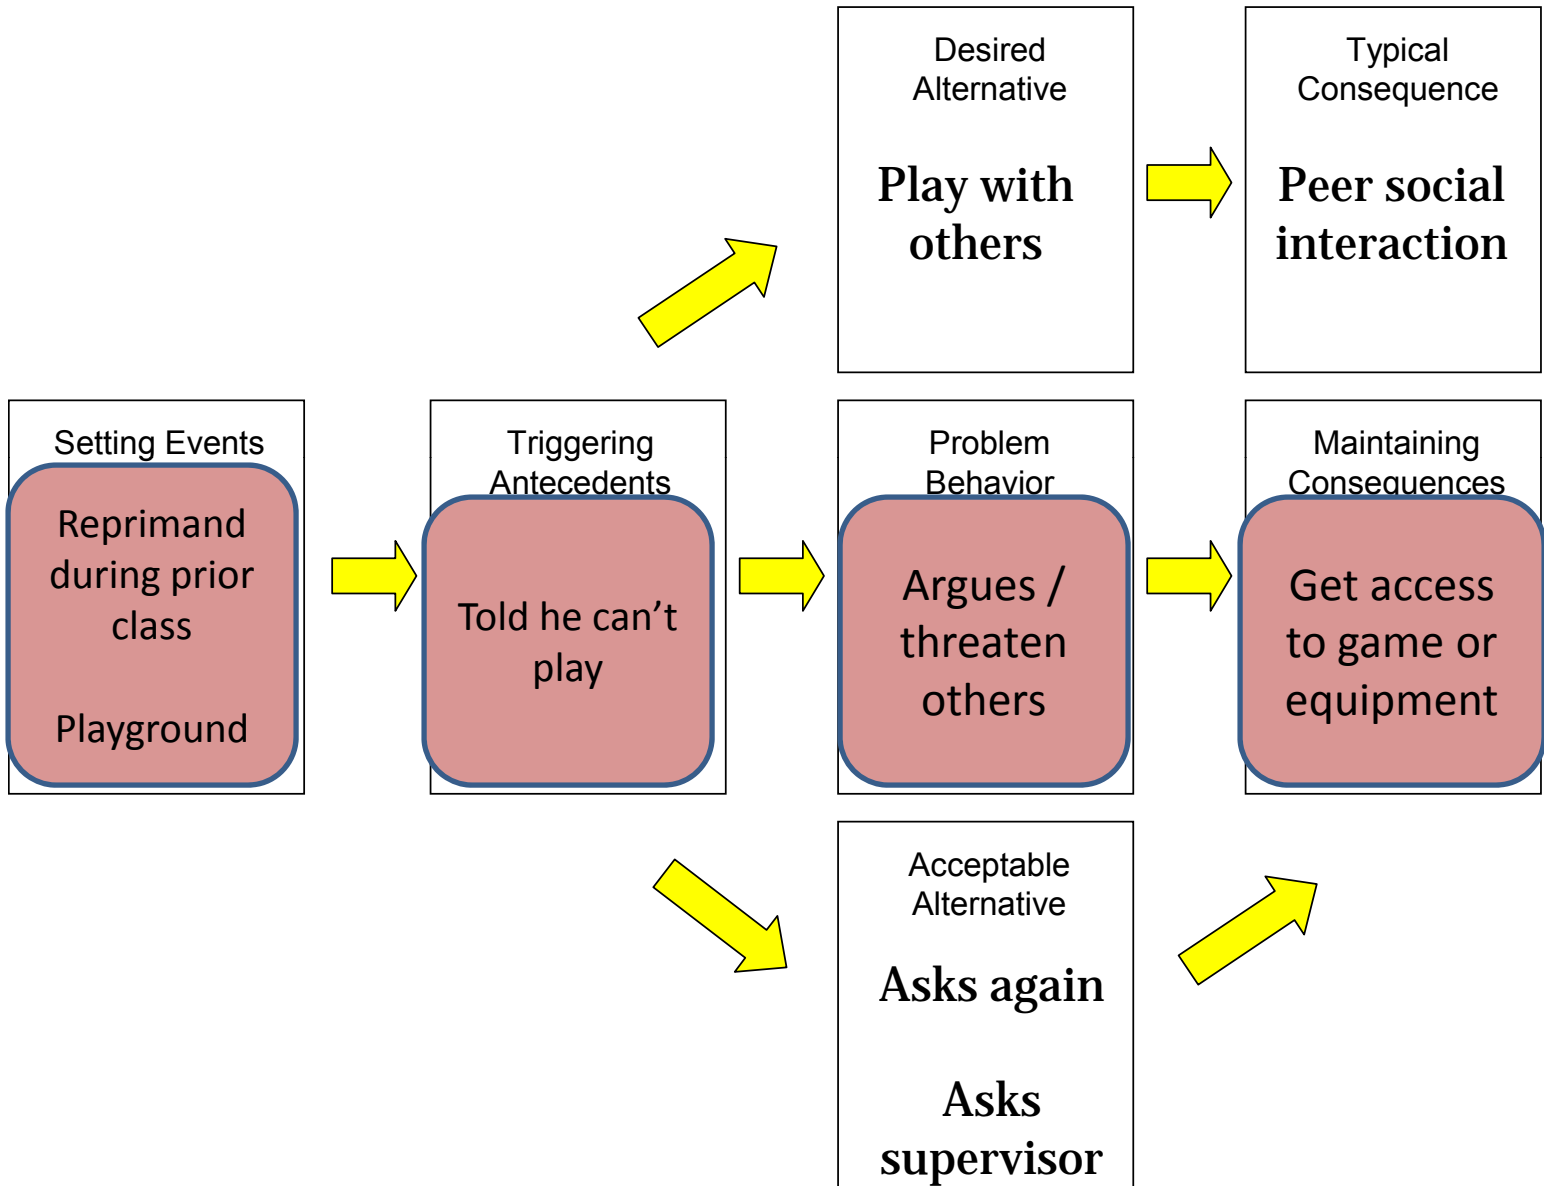 Desired
Alternative
Play with
others
Typical
Consequence
Peer social
interaction
Setting Events
Reprimand
during prior
class
Playground
Triggering
Antecedents
Told he can’t
play
Problem
Behavior
Argues /
threaten
others
Maintaining
Consequences
Get access
to game or
equipment
Acceptable
Alternative
Asks again
Asks
supervisor